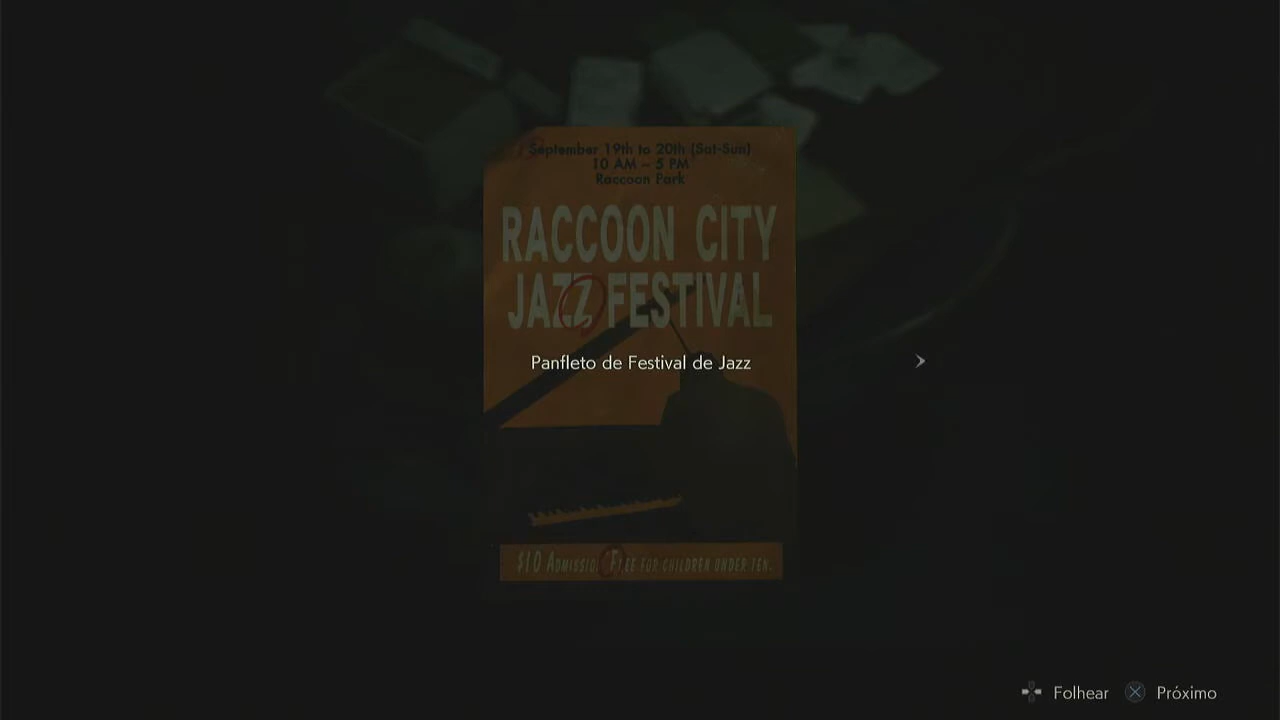 September 19th to 20th (Sat-Sun)
10 AM – 5 PM
Raccoon Park
RACCOON CITY
JAZZ FESTIVAL
Panfleto de Festival de Jazz
$10 ADMISSION FREE FOR CHILDREN UNDER TEN.
Folhear Próximo